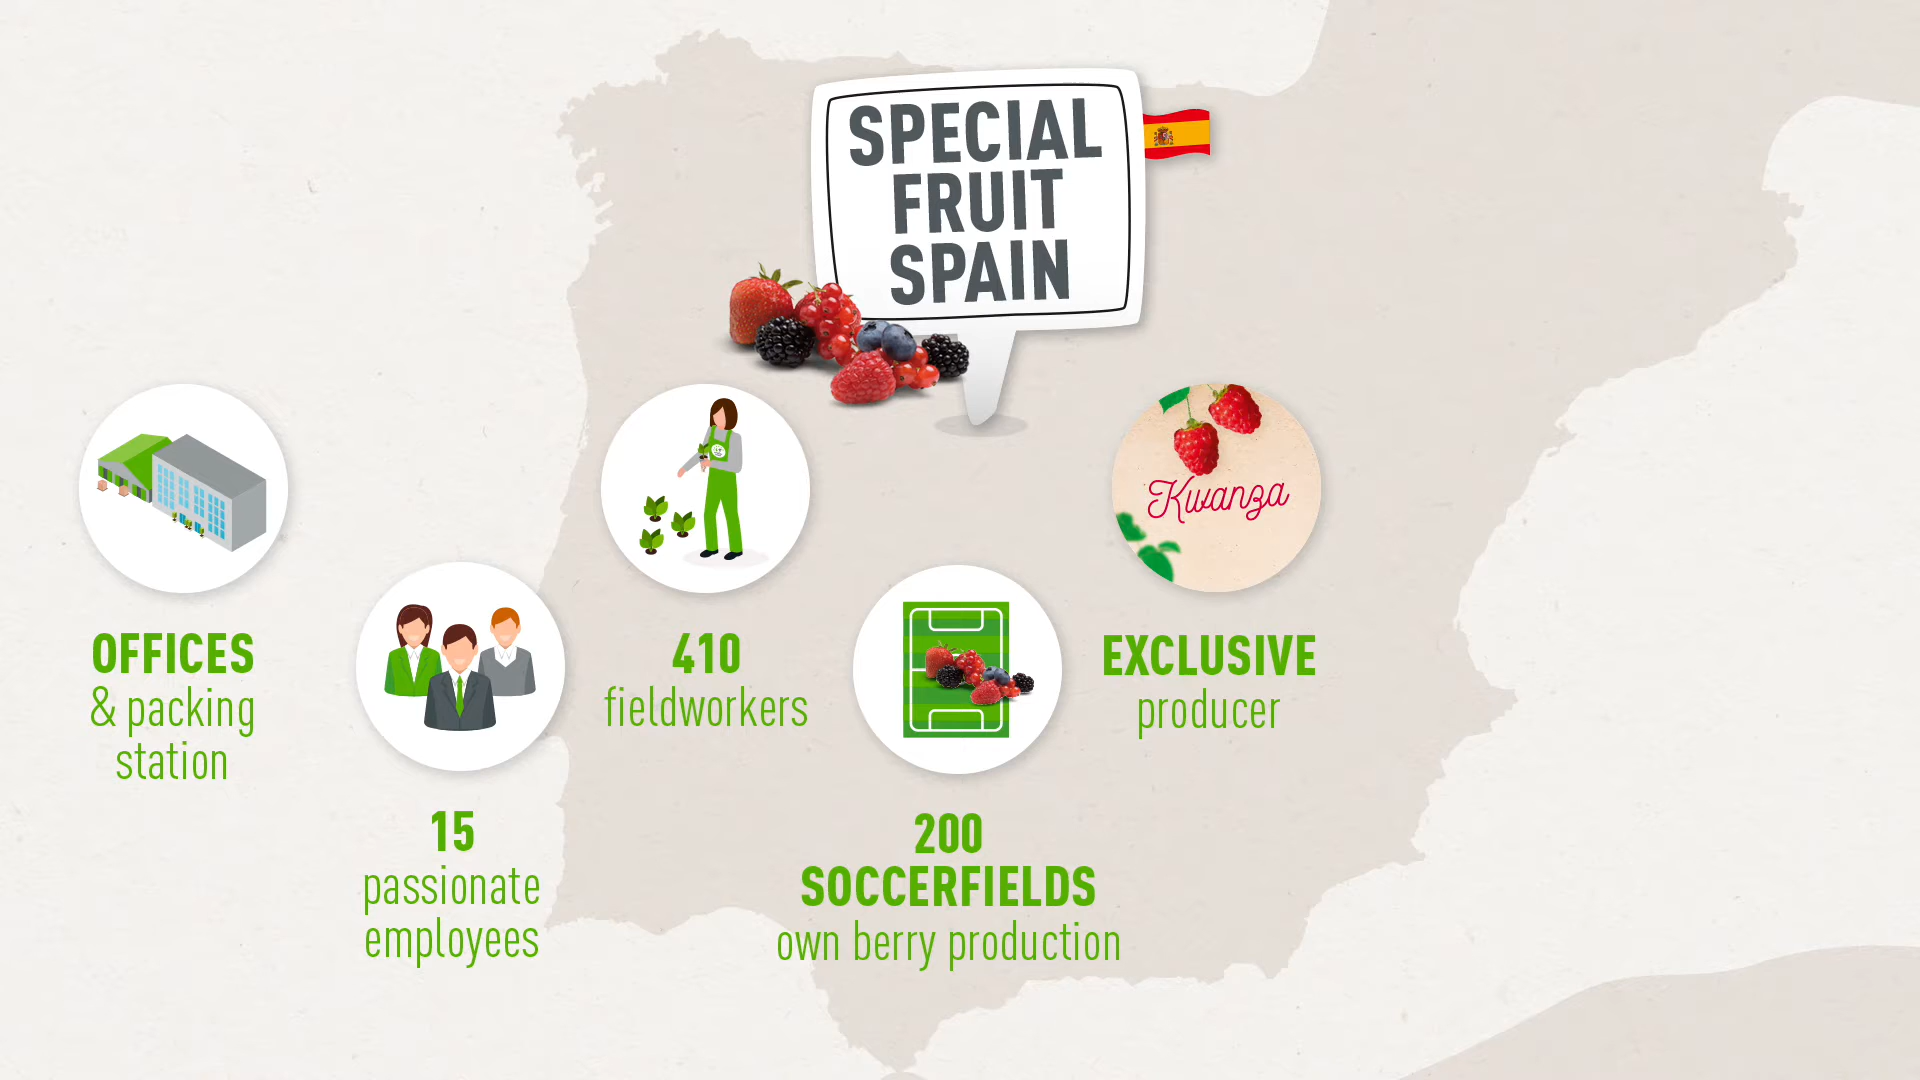 SPECIAL
FRUIT
SPAIN
OFFICES
& packing
station
15
passionate
employees
410
fieldworkers
200
SOCCERFIELDS
own berry production
Kwanza
EXCLUSIVE
producer